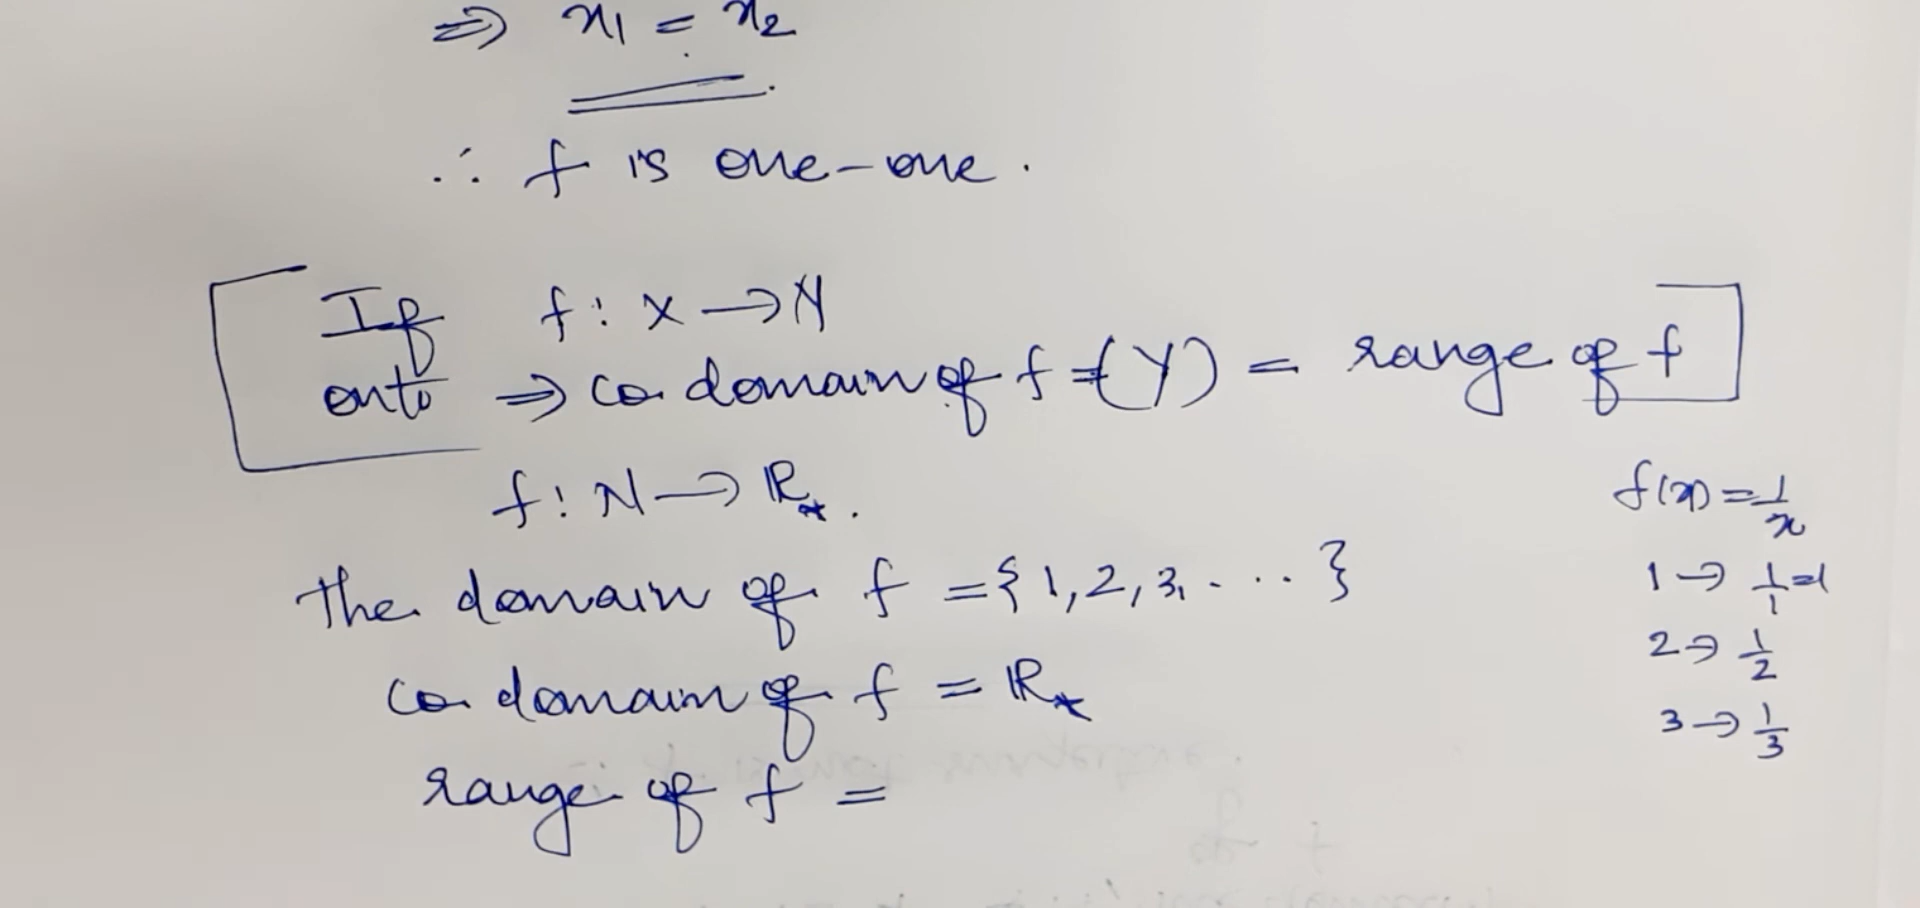 ⇒ x1 = x2
∴ f is one-one.
If f: X → Y
onto ⇒ co. domain of f = (Y) = range of f
f: N → R*.
The domain of f = {1, 2, 3, . . . . }
co. domain of f = R*
range of f =
f(x) = 1/x
1 → 1/1 = 1
2 → 1/2
3 → 1/3